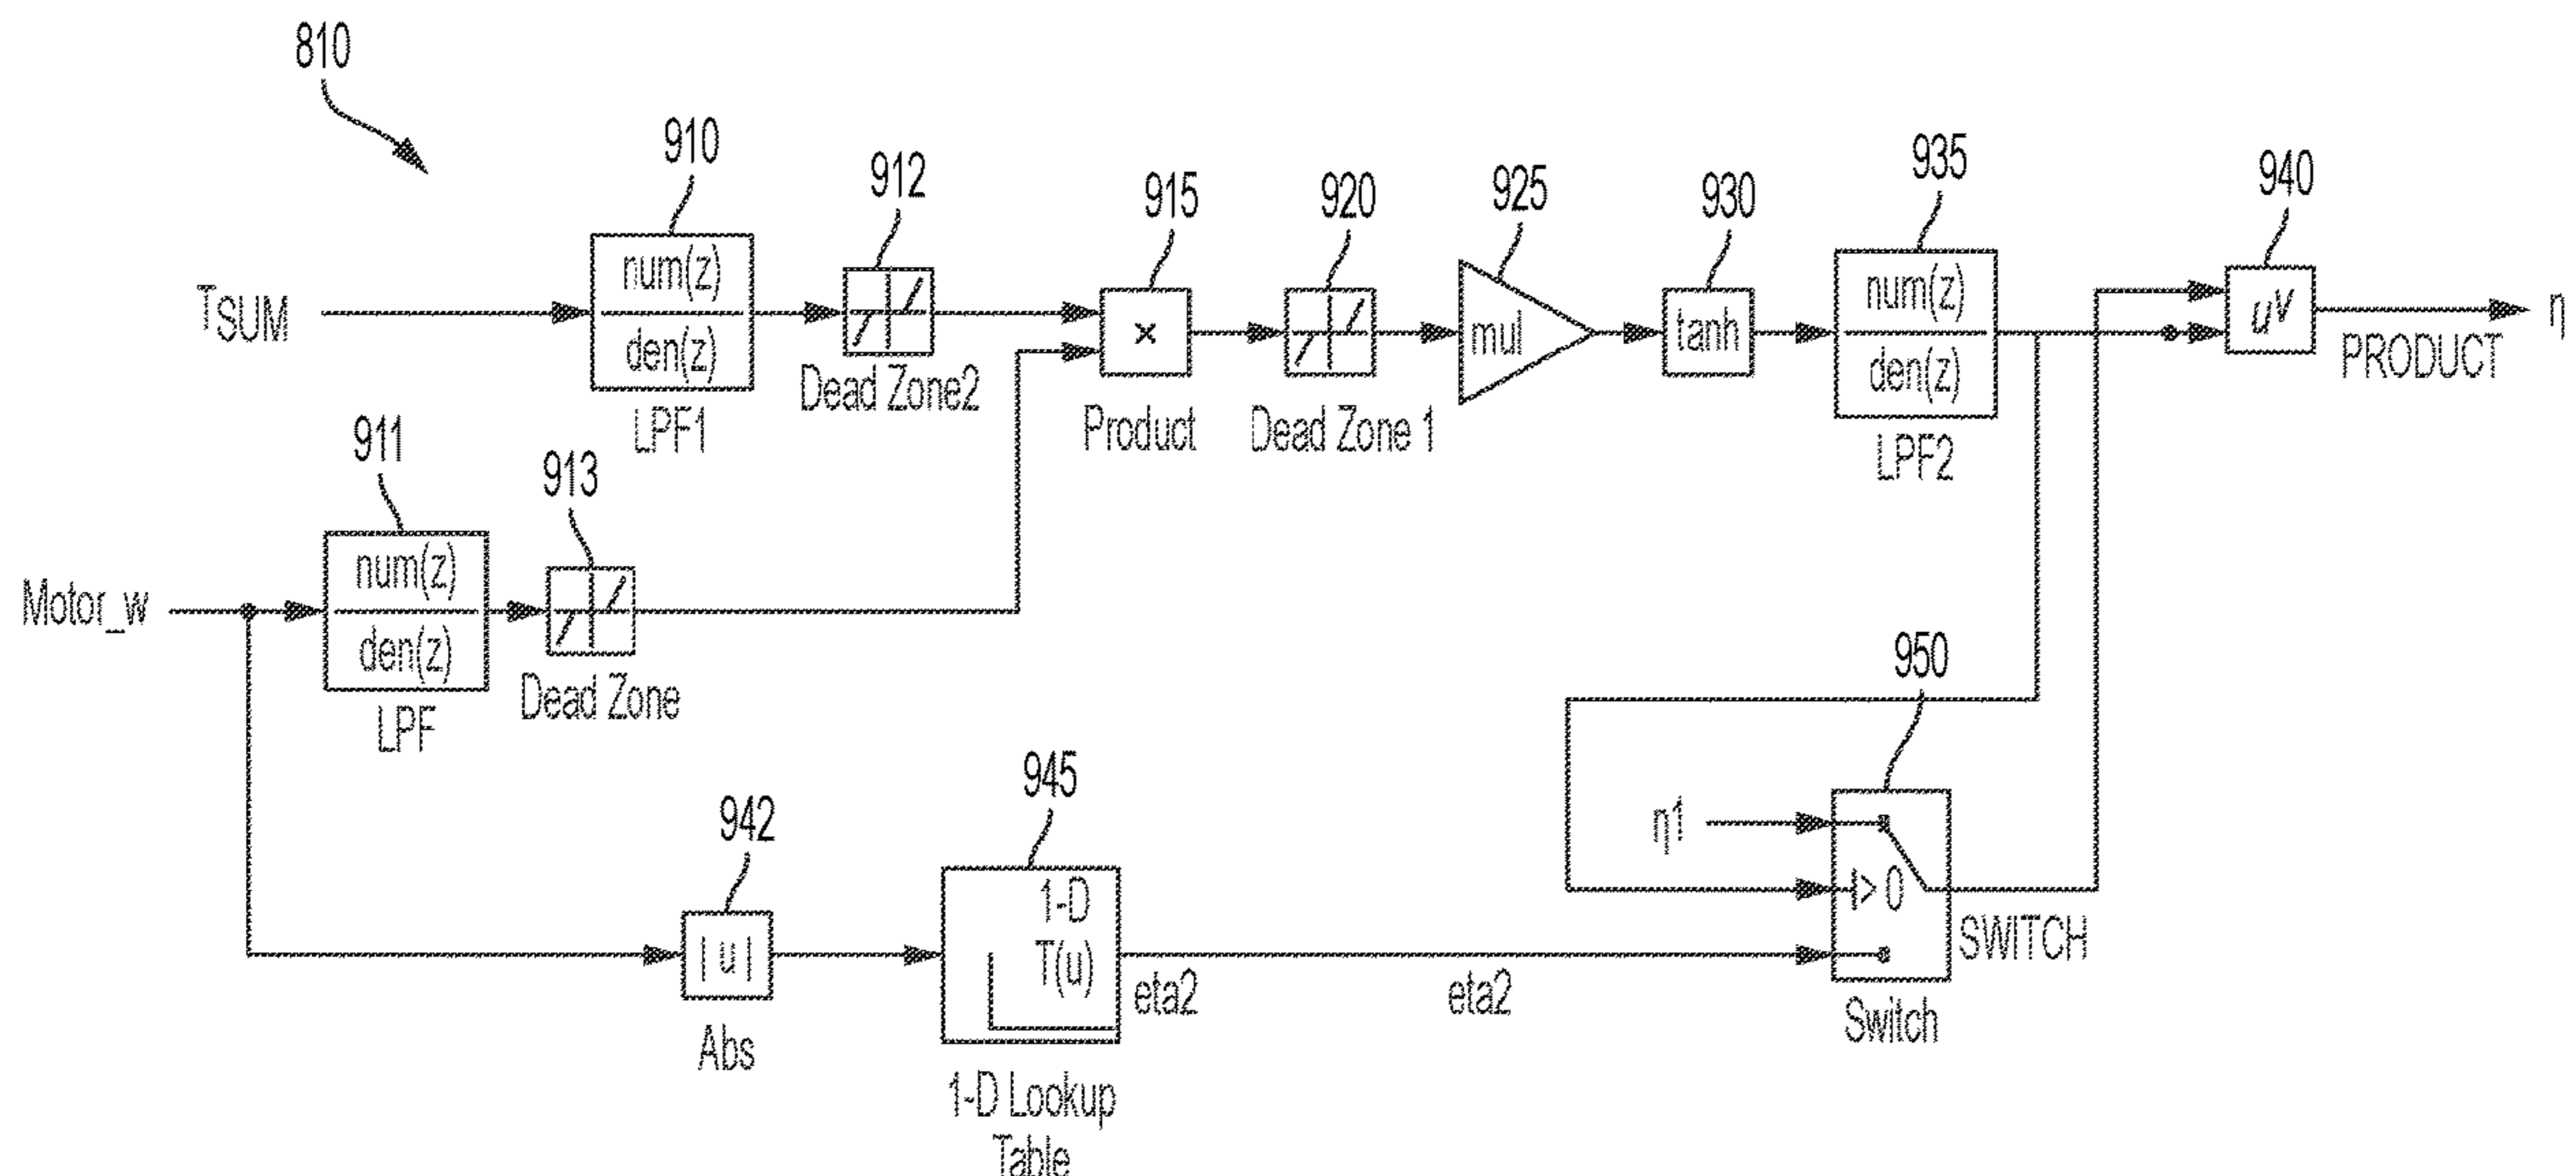 810
910
912
915
920
925
930
935
940
TSUM
num(z)
den(z)
LPF1
Dead Zone2
×
Product
Dead Zone 1
mul
tanh
num(z)
den(z)
LPF2
uv
PRODUCT
η
911
913
Motor_w
num(z)
den(z)
LPF
Dead Zone
942
|u|
Abs
945
1-D
T(u)
1-D Lookup
Table
eta2
eta2
950
η1
>0
SWITCH
Switch